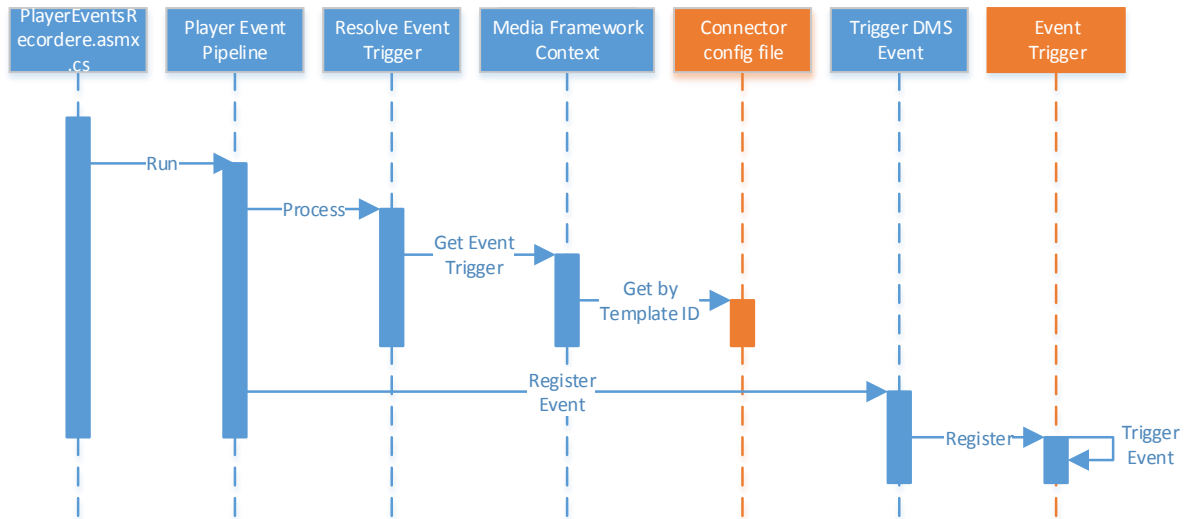 PlayerEventsR
ecordere.asmx
.cs
Player Event
Pipeline
Resolve Event
Trigger
Media Framework
Context
Connector
config file
Trigger DMS
Event
Event
Trigger
Run
Process
Get Event
Trigger
Get by
Template ID
Register
Event
Register
Trigger
Event